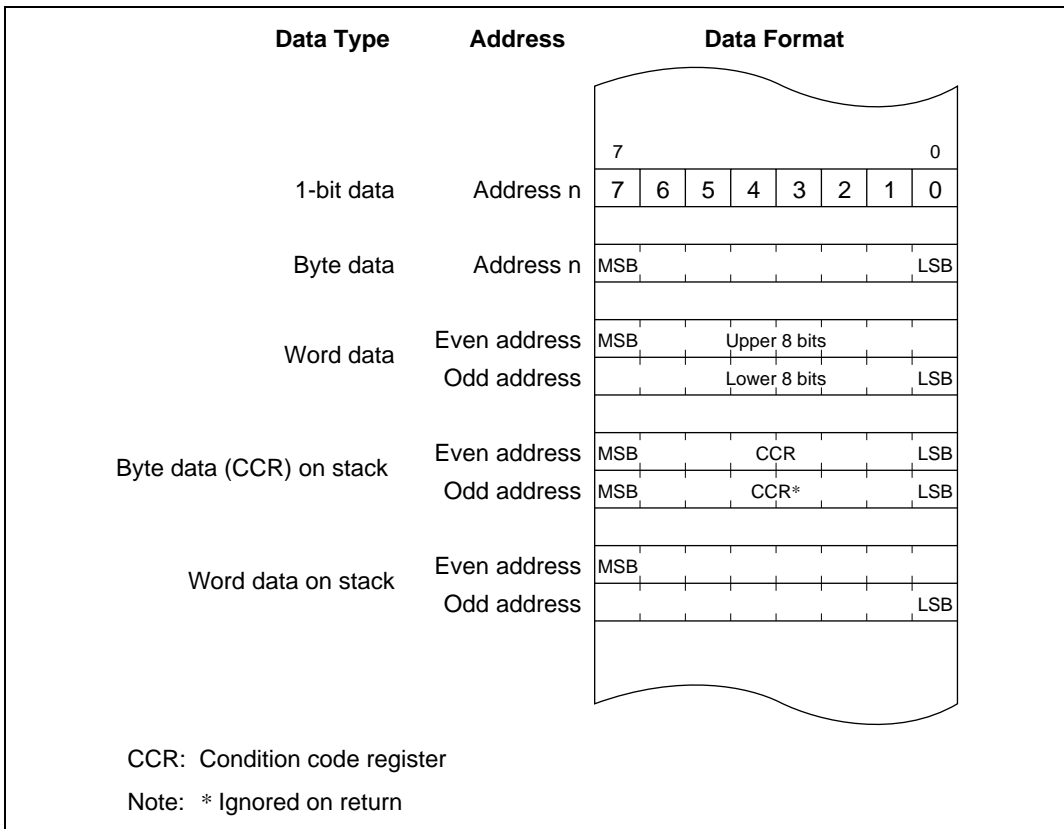 Data Type Address Data Format
7 0
1-bit data Address n 7 6 5 4 3 2 1 0
Byte data Address n MSB LSB
Word data
Even address MSB Upper 8 bits
Odd address Lower 8 bits LSB
Byte data (CCR) on stack
Even address MSB CCR LSB
Odd address MSB CCR* LSB
Word data on stack
Even address MSB
Odd address LSB
CCR: Condition code register
Note: * Ignored on return